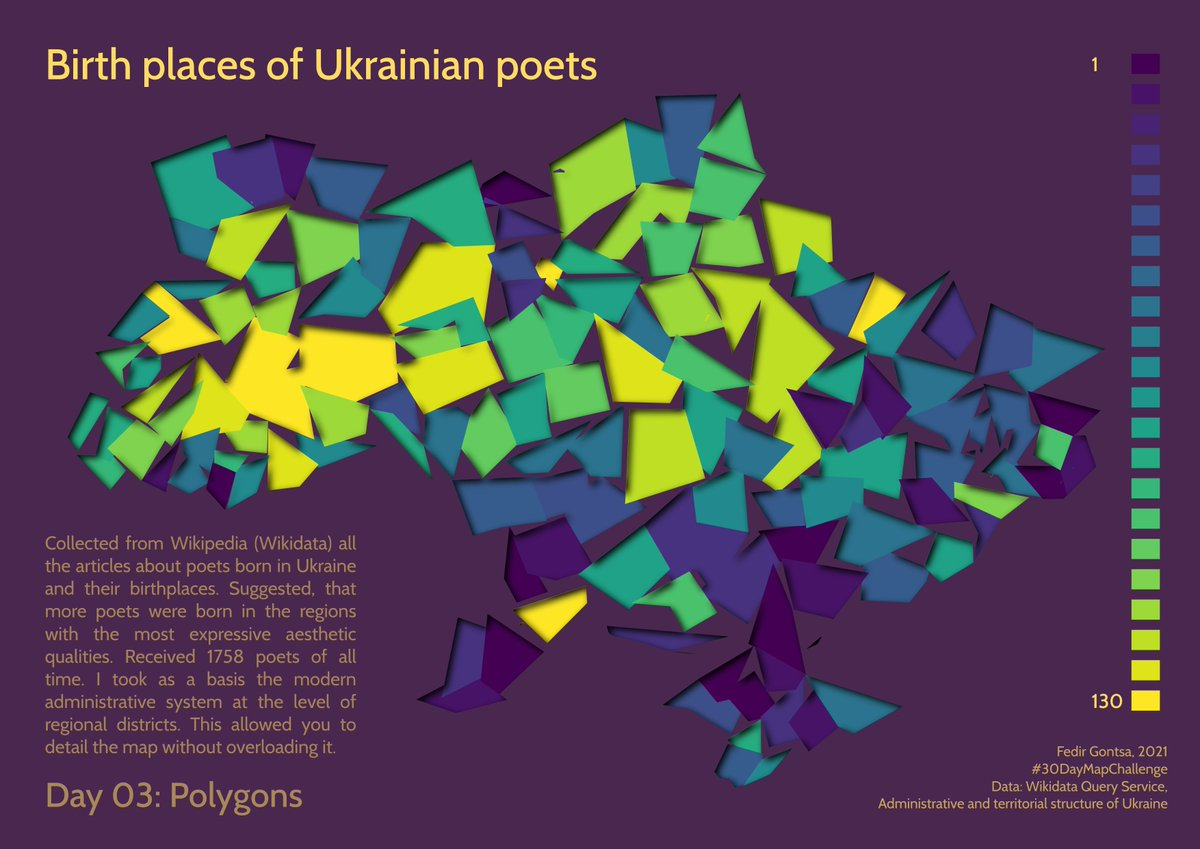 Birth places of Ukrainian poets
1
130
Collected from Wikipedia (Wikidata) all
the articles about poets born in Ukraine
and their birthplaces. Suggested, that
more poets were born in the regions
with the most expressive aesthetic
qualities. Received 1758 poets of all
time. I took as a basis the modern
administrative system at the level of
regional districts. This allowed you to
detail the map without overloading it.
Day 03: Polygons
Fedir Gontsa, 2021
#30DayMapChallenge
Data: Wikidata Query Service,
Administrative and territorial structure of Ukraine